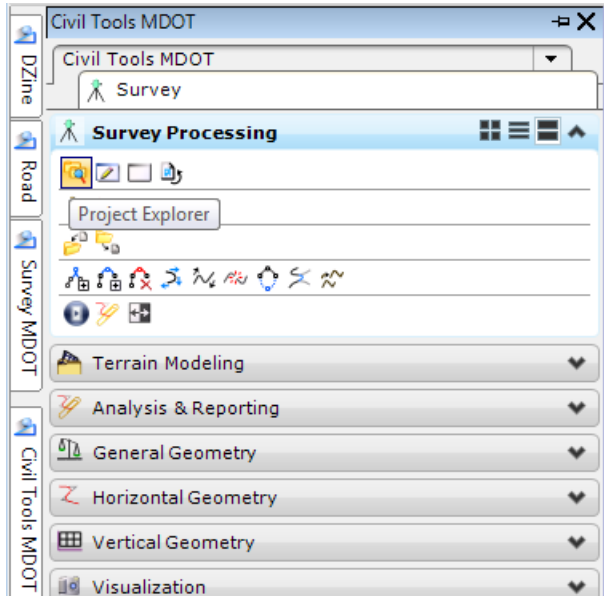 Civil Tools MDOT
Civil Tools MDOT
Survey
Survey Processing
Project Explorer
Terrain Modeling
Analysis & Reporting
General Geometry
Horizontal Geometry
Vertical Geometry
Visualization
DZine
Road
Survey MDOT
Civil Tools MDOT